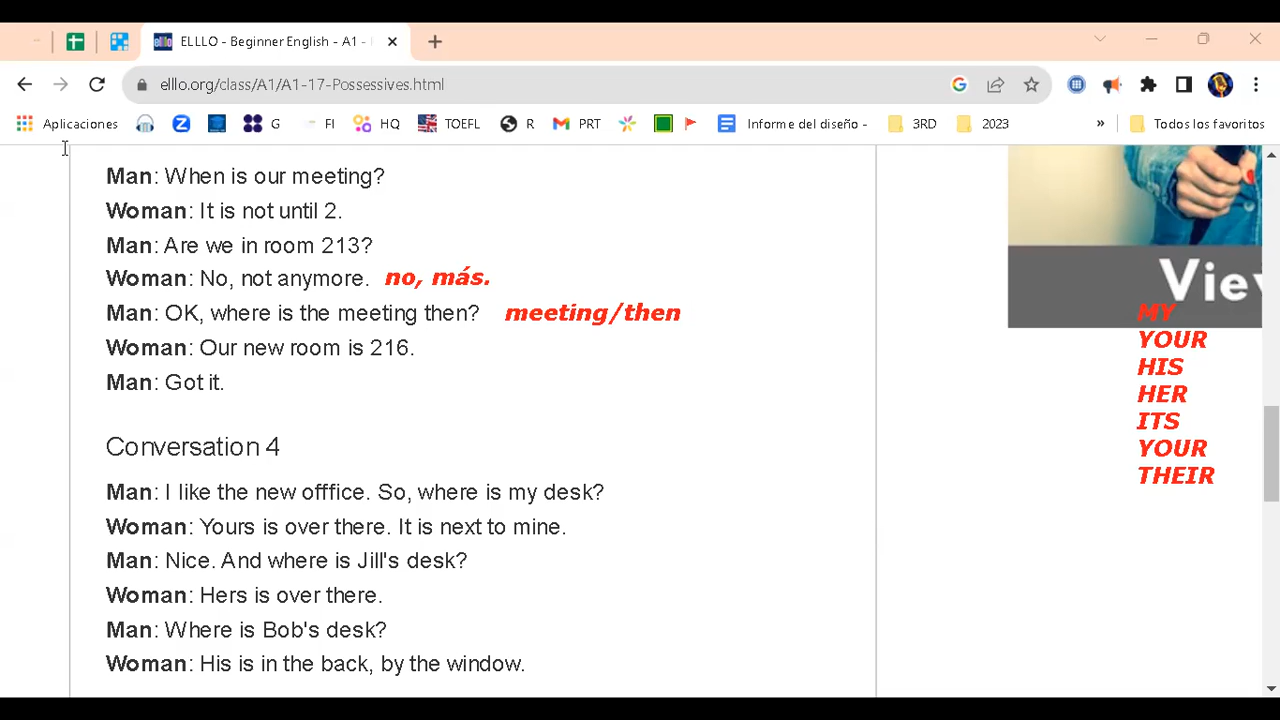 ELLLO - Beginner English - A1 -
elllo.org/class/A1/A1-17-Possessives.html
Aplicaciones G FI HQ TOEFL R PRT Informe del diseño - 3RD 2023 » Todos los favoritos
Man: When is our meeting?
Woman: It is not until 2.
Man: Are we in room 213?
Woman: No, not anymore. no, más.
Man: OK, where is the meeting then? meeting/then
Woman: Our new room is 216.
Man: Got it.
Conversation 4
Man: I like the new offfice. So, where is my desk?
Woman: Yours is over there. It is next to mine.
Man: Nice. And where is Jill's desk?
Woman: Hers is over there.
Man: Where is Bob's desk?
Woman: His is in the back, by the window.
MY
YOUR
HIS
HER
ITS
YOUR
THEIR